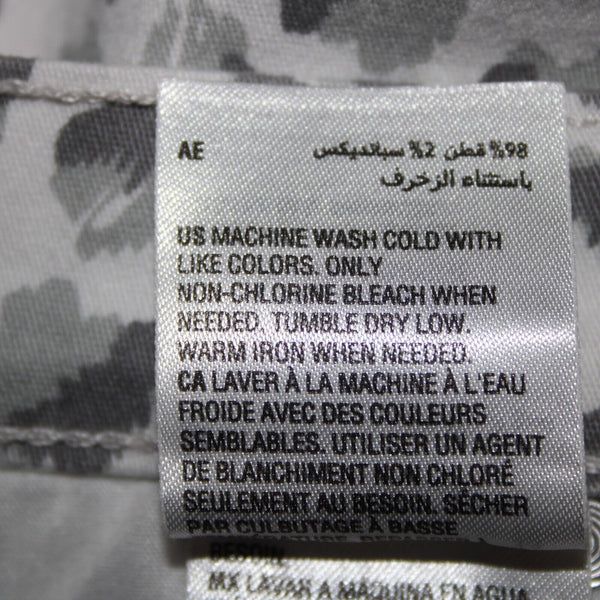 AE %98 قطن 2% سبانديكس
باستثناء الزخرف
US MACHINE WASH COLD WITH
LIKE COLORS. ONLY
NON-CHLORINE BLEACH WHEN
NEEDED. TUMBLE DRY LOW.
WARM IRON WHEN NEEDED.
CA LAVER À LA MACHINE À L'EAU
FROIDE AVEC DES COULEURS
SEMBLABLES. UTILISER UN AGENT
DE BLANCHIMENT NON CHLORÉ
SEULEMENT AU BESOIN. SÉCHER
PAR CULBUTAGE À BASSE
BESOIN.
MX LAVAR A MÁQUINA EN AGUA